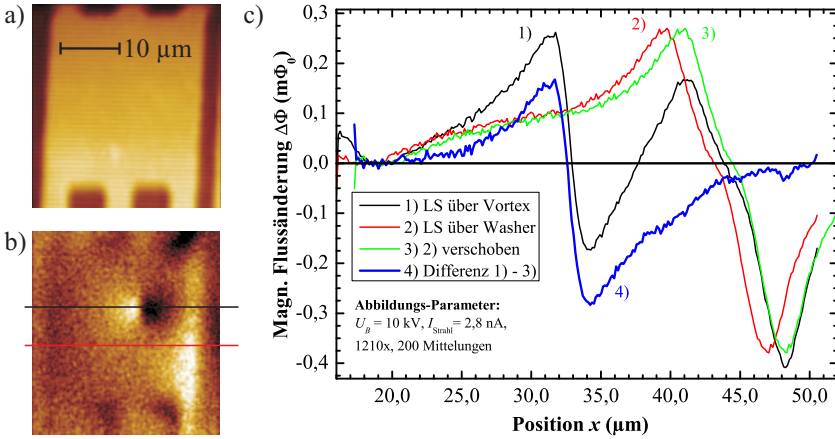 a)
10 µm
b)
c)
Magn. Flussänderung ΔΦ (mΦ₀)
0,3
0,2
0,1
0,0
-0,1
-0,2
-0,3
-0,4
1)
2)
3)
4)
1) LS über Vortex
2) LS über Washer
3) 2) verschoben
4) Differenz 1) - 3)
Abbildungs-Parameter:
U_B = 10 kV, I_Strahl = 2,8 nA,
1210x, 200 Mittelungen
20,0 25,0 30,0 35,0 40,0 45,0 50,0
Position x (µm)